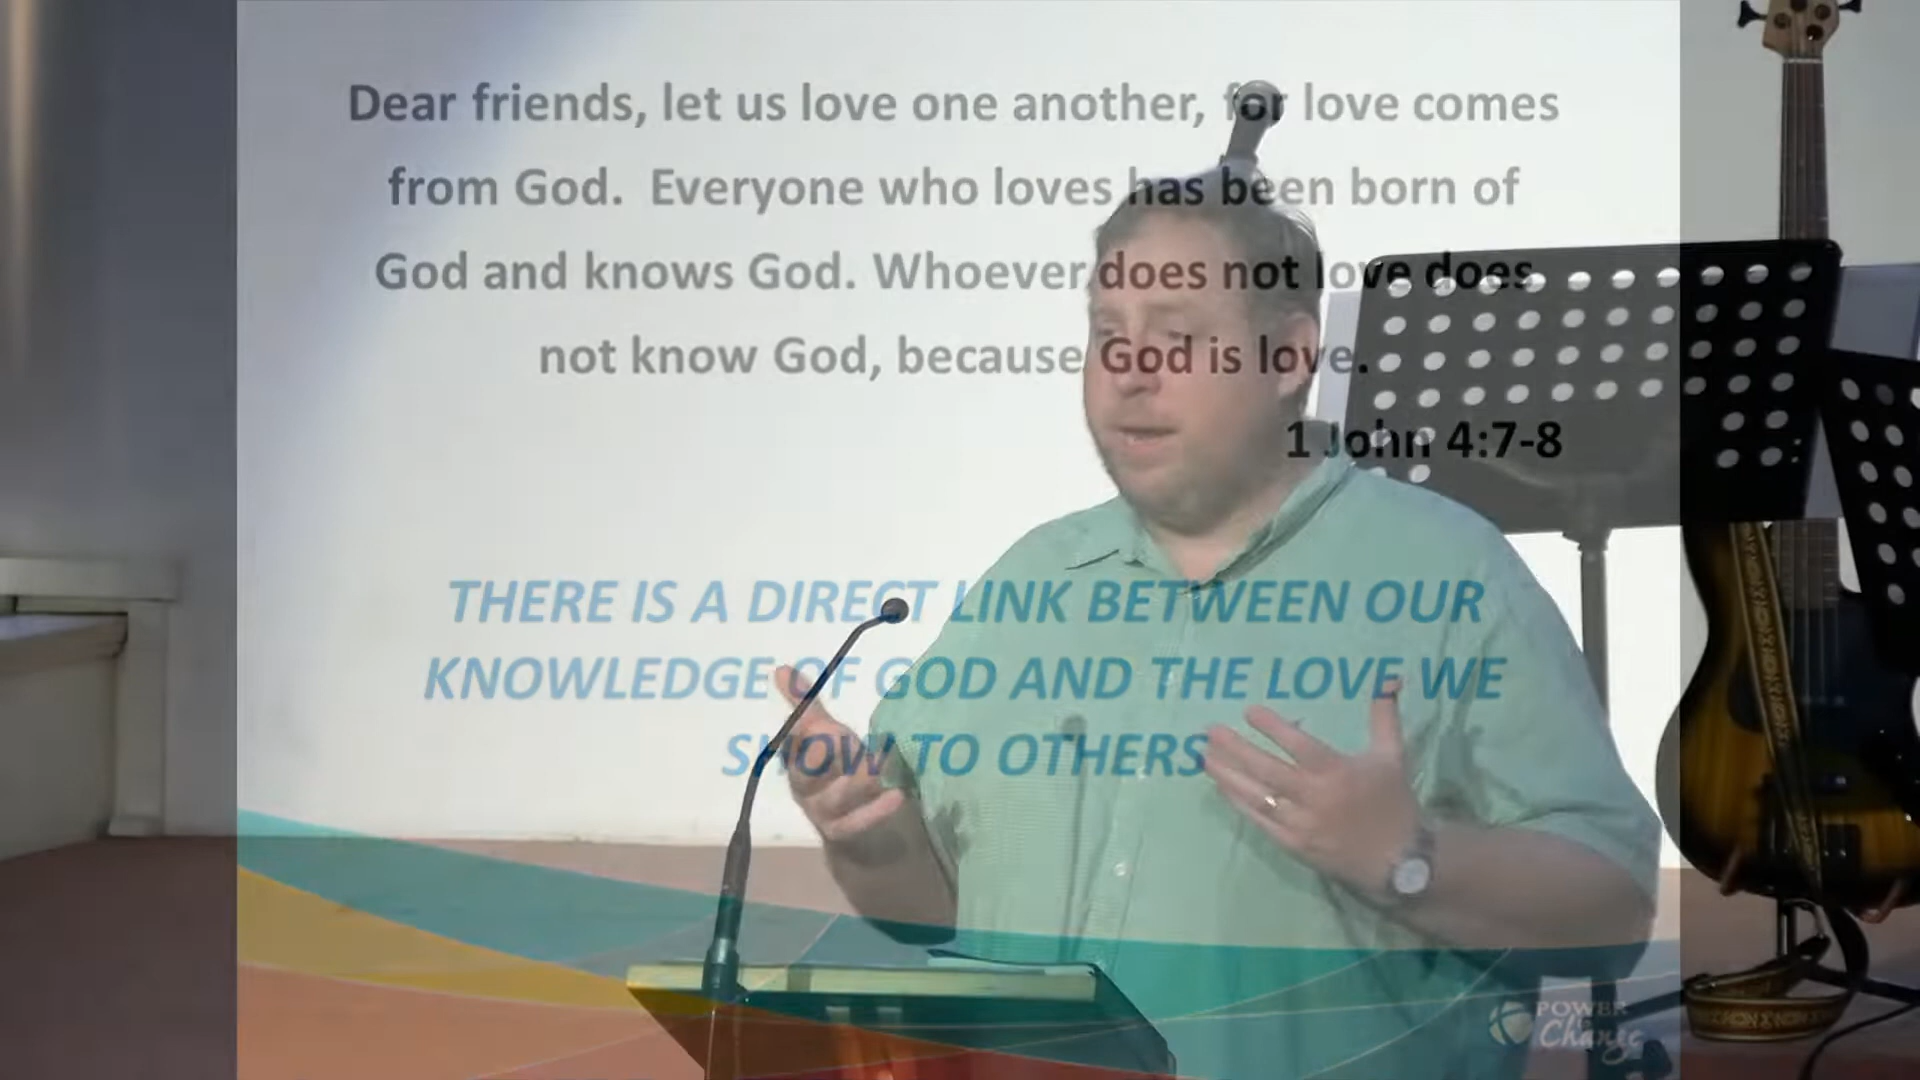 Dear friends, let us love one another, for love comes
from God. Everyone who loves has been born of
God and knows God. Whoever does not love does
not know God, because God is love.
1 John 4:7-8
THERE IS A DIRECT LINK BETWEEN OUR
KNOWLEDGE OF GOD AND THE LOVE WE
SHOW TO OTHERS
POWER
Change